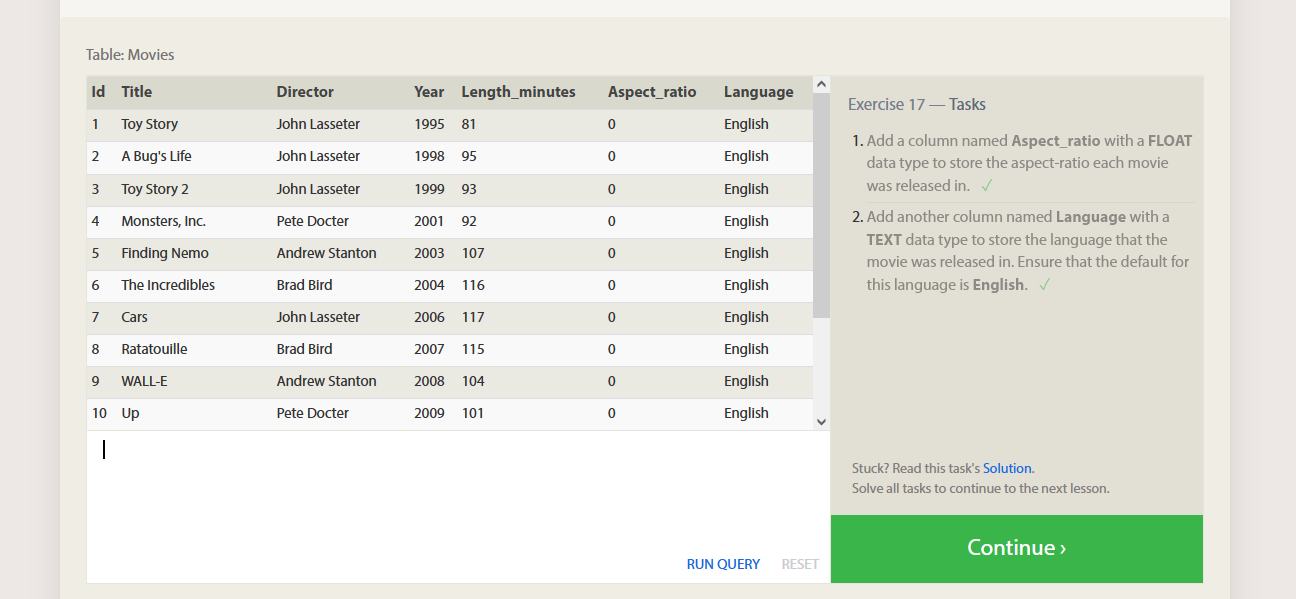 Table: Movies
Id Title Director Year Length_minutes Aspect_ratio Language
1 Toy Story John Lasseter 1995 81 0 English
2 A Bug's Life John Lasseter 1998 95 0 English
3 Toy Story 2 John Lasseter 1999 93 0 English
4 Monsters, Inc. Pete Docter 2001 92 0 English
5 Finding Nemo Andrew Stanton 2003 107 0 English
6 The Incredibles Brad Bird 2004 116 0 English
7 Cars John Lasseter 2006 117 0 English
8 Ratatouille Brad Bird 2007 115 0 English
9 WALL-E Andrew Stanton 2008 104 0 English
10 Up Pete Docter 2009 101 0 English
RUN QUERY RESET
Exercise 17 — Tasks
1. Add a column named Aspect_ratio with a FLOAT
data type to store the aspect-ratio each movie
was released in. ✓
2. Add another column named Language with a
TEXT data type to store the language that the
movie was released in. Ensure that the default for
this language is English. ✓
Stuck? Read this task's Solution.
Solve all tasks to continue to the next lesson.
Continue ›